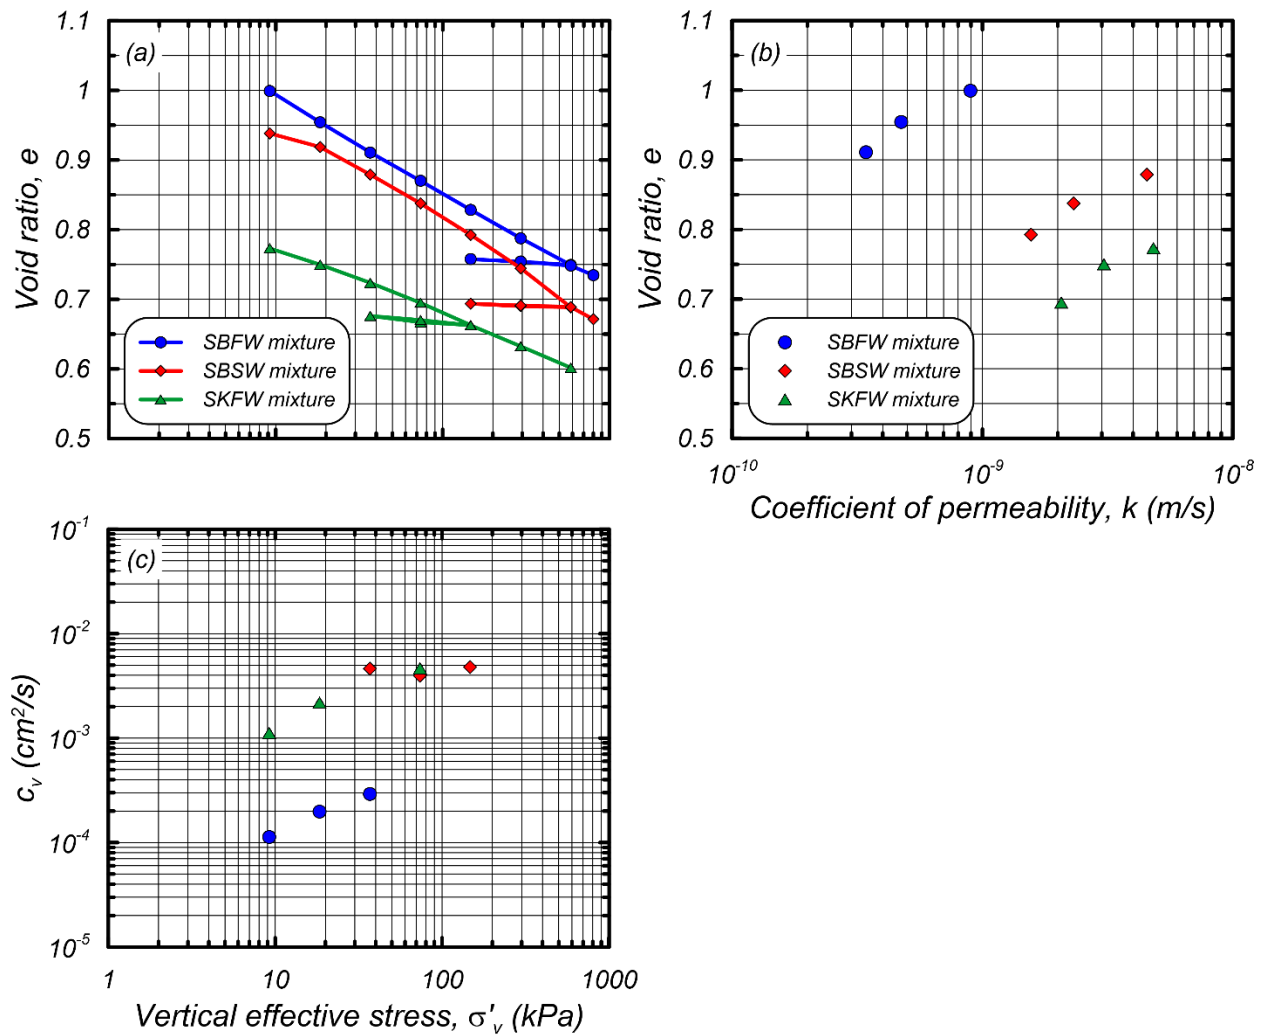 (a)
Void ratio, e
1.1
1
0.9
0.8
0.7
0.6
0.5
SBFW mixture
SBSW mixture
SKFW mixture
(b)
Void ratio, e
1.1
1
0.9
0.8
0.7
0.6
0.5
SBFW mixture
SBSW mixture
SKFW mixture
10⁻¹⁰ 10⁻⁹ 10⁻⁸
Coefficient of permeability, k (m/s)
(c)
cᵥ (cm²/s)
10⁻¹
10⁻²
10⁻³
10⁻⁴
10⁻⁵
1 10 100 1000
Vertical effective stress, σ'ᵥ (kPa)